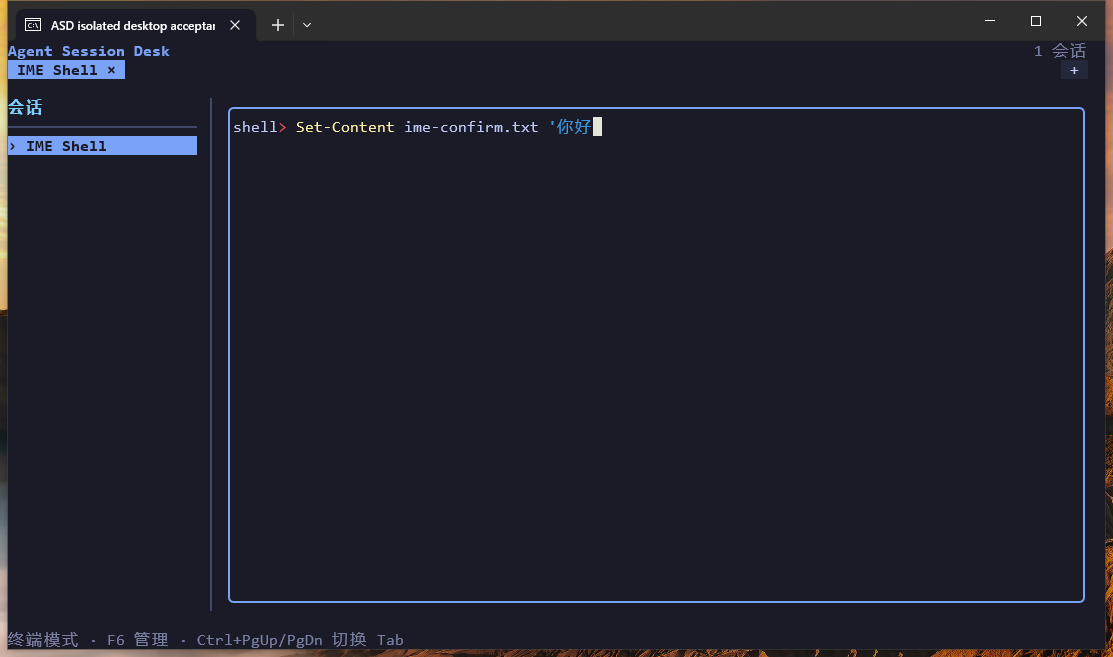 ASD isolated desktop acceptar
Agent Session Desk
1 会话
IME Shell ×
+
会话
› IME Shell
shell> Set-Content ime-confirm.txt '你好
终端模式 · F6 管理 · Ctrl+PgUp/PgDn 切换 Tab